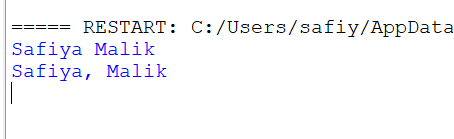 ===== RESTART: C:/Users/safiy/AppData
Safiya Malik
Safiya, Malik